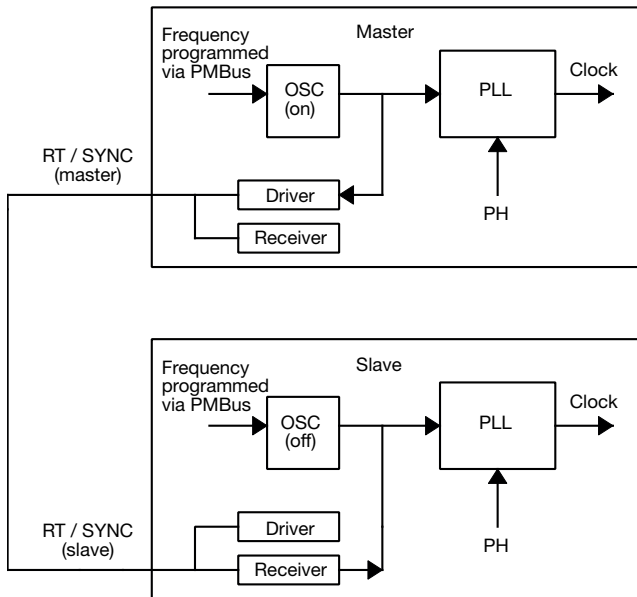 Frequency
programmed
via PMBus
Master
OSC
(on)
PLL
Clock
RT / SYNC
(master)
Driver
Receiver
PH
Frequency
programmed
via PMBus
Slave
OSC
(off)
PLL
Clock
RT / SYNC
(slave)
Driver
Receiver
PH